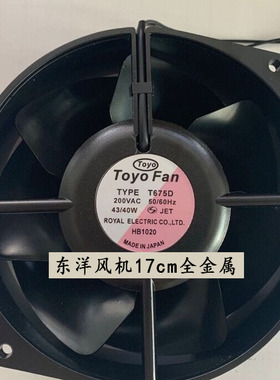 Toyo
Toyo Fan
TYPE T675D
200VAC 50/60Hz
43/40W JET
ROYAL ELECTRIC CO.,LTD.
HB1020
MADE IN JAPAN
东洋风机17cm全金属